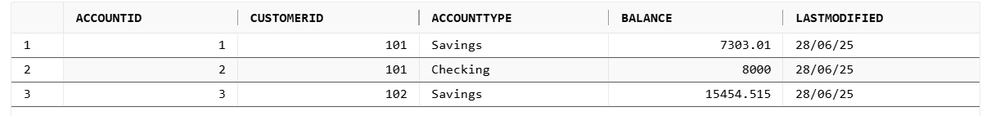 ACCOUNTID CUSTOMERID ACCOUNTTYPE BALANCE LASTMODIFIED
1 1 101 Savings 7303.01 28/06/25
2 2 101 Checking 8000 28/06/25
3 3 102 Savings 15454.515 28/06/25